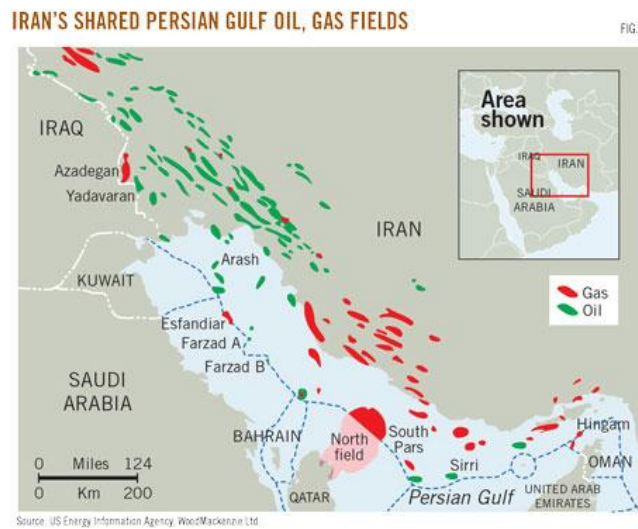 IRAN'S SHARED PERSIAN GULF OIL, GAS FIELDS
FIG.
Area
shown
IRAQ
IRAN
SAUDI
ARABIA
IRAQ
Azadegan
Yadavaran
IRAN
Arash
KUWAIT
Gas
Oil
Esfandiar
Farzad A
Farzad B
SAUDI
ARABIA
BAHRAIN
North
field
South
Pars
Hingam
Sirri
OMAN
0 Miles 124
0 Km 200
QATAR
Persian Gulf
UNITED ARAB
EMIRATES
Source: US Energy Information Agency, WoodMackenzie Ltd.